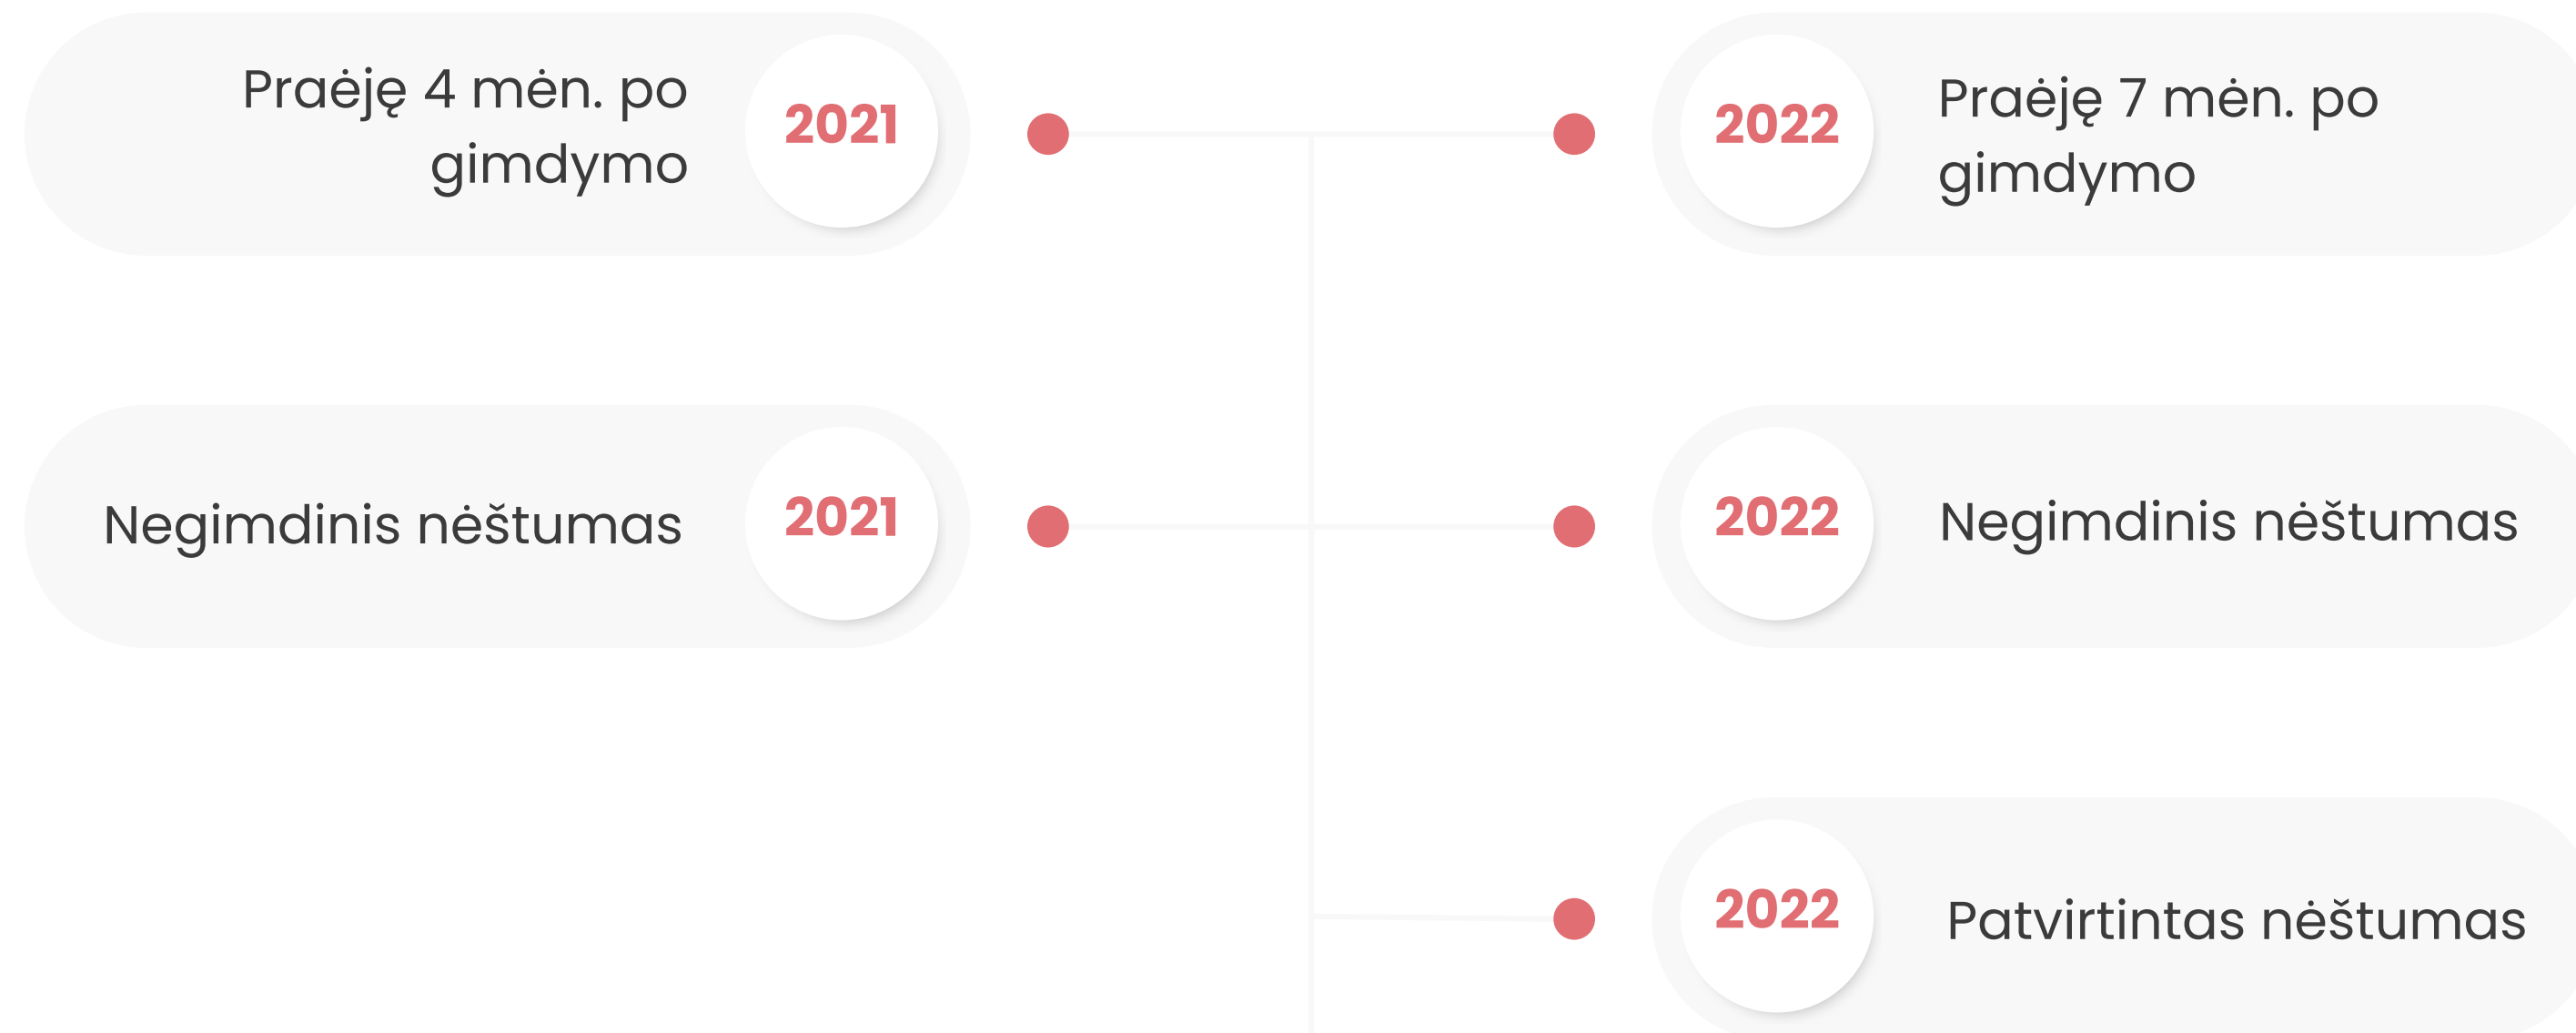 Praėję 4 mėn. po
gimdymo
2021
2022
Praėję 7 mėn. po
gimdymo
Negimdinis nėštumas
2021
2022
Negimdinis nėštumas
2022
Patvirtintas nėštumas